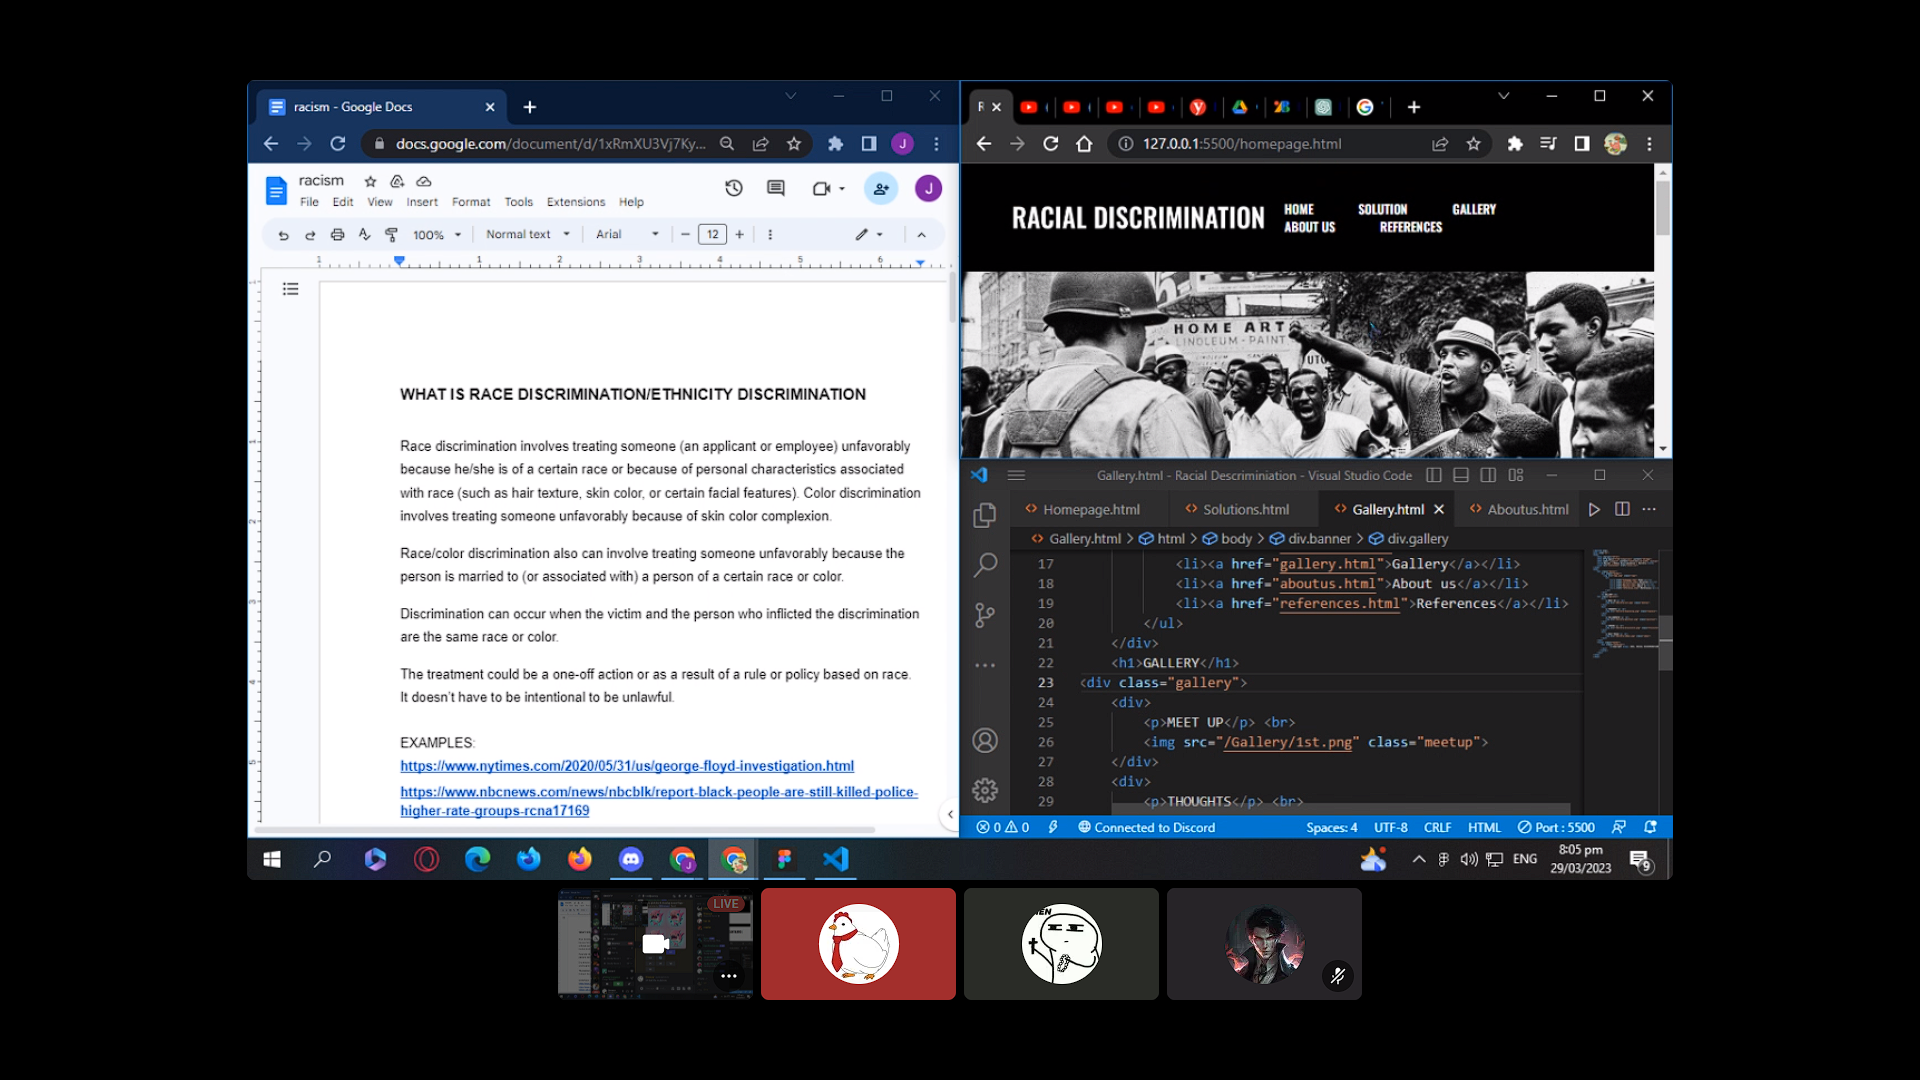 racism - Google Docs
docs.google.com/document/d/1xRmXU3Vj7Ky...
racism
File Edit View Insert Format Tools Extensions Help
J
J
100% Normal text Arial 12
1 1 2 3 4 5 6
WHAT IS RACE DISCRIMINATION/ETHNICITY DISCRIMINATION
Race discrimination involves treating someone (an applicant or employee) unfavorably
because he/she is of a certain race or because of personal characteristics associated
with race (such as hair texture, skin color, or certain facial features). Color discrimination
involves treating someone unfavorably because of skin color complexion.
Race/color discrimination also can involve treating someone unfavorably because the
person is married to (or associated with) a person of a certain race or color.
Discrimination can occur when the victim and the person who inflicted the discrimination
are the same race or color.
The treatment could be a one-off action or as a result of a rule or policy based on race.
It doesn't have to be intentional to be unlawful.
EXAMPLES:
https://www.nytimes.com/2020/05/31/us/george-floyd-investigation.html
https://www.nbcnews.com/news/nbcblk/report-black-people-are-still-killed-police-
higher-rate-groups-rcna17169
127.0.0.1:5500/homepage.html
RACIAL DISCRIMINATION
HOME SOLUTION GALLERY
ABOUT US REFERENCES
HOME ART
LINOLEUM - PAINT
Gallery.html - Racial Descriminiation - Visual Studio Code
Homepage.html Solutions.html Gallery.html Aboutus.html
Gallery.html > html > body > div.banner > div.gallery
17 <li><a href="gallery.html">Gallery</a></li>
18 <li><a href="aboutus.html">About us</a></li>
19 <li><a href="references.html">References</a></li>
20 </ul>
21 </div>
22 <h1>GALLERY</h1>
23 <div class="gallery">
24 <div>
25 <p>MEET UP</p> <br>
26 <img src="/Gallery/1st.png" class="meetup">
27 </div>
28 <div>
29 <p>THOUGHTS</p> <br>
0 0 Connected to Discord Spaces: 4 UTF-8 CRLF HTML Port : 5500
ENG
8:05 pm
29/03/2023
9
LIVE